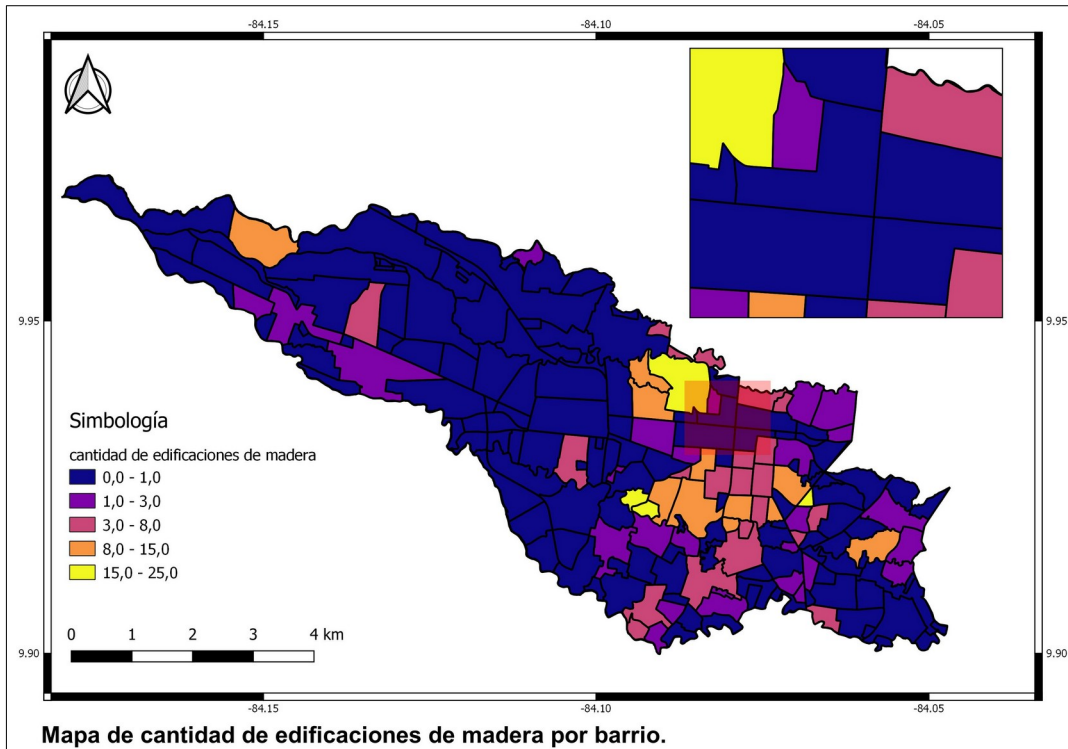 -84.15 -84.10 -84.05
9.95 9.95
Simbología
cantidad de edificaciones de madera
0,0 - 1,0
1,0 - 3,0
3,0 - 8,0
8,0 - 15,0
15,0 - 25,0
0 1 2 3 4 km
9.90 9.90
-84.15 -84.10 -84.05
Mapa de cantidad de edificaciones de madera por barrio.